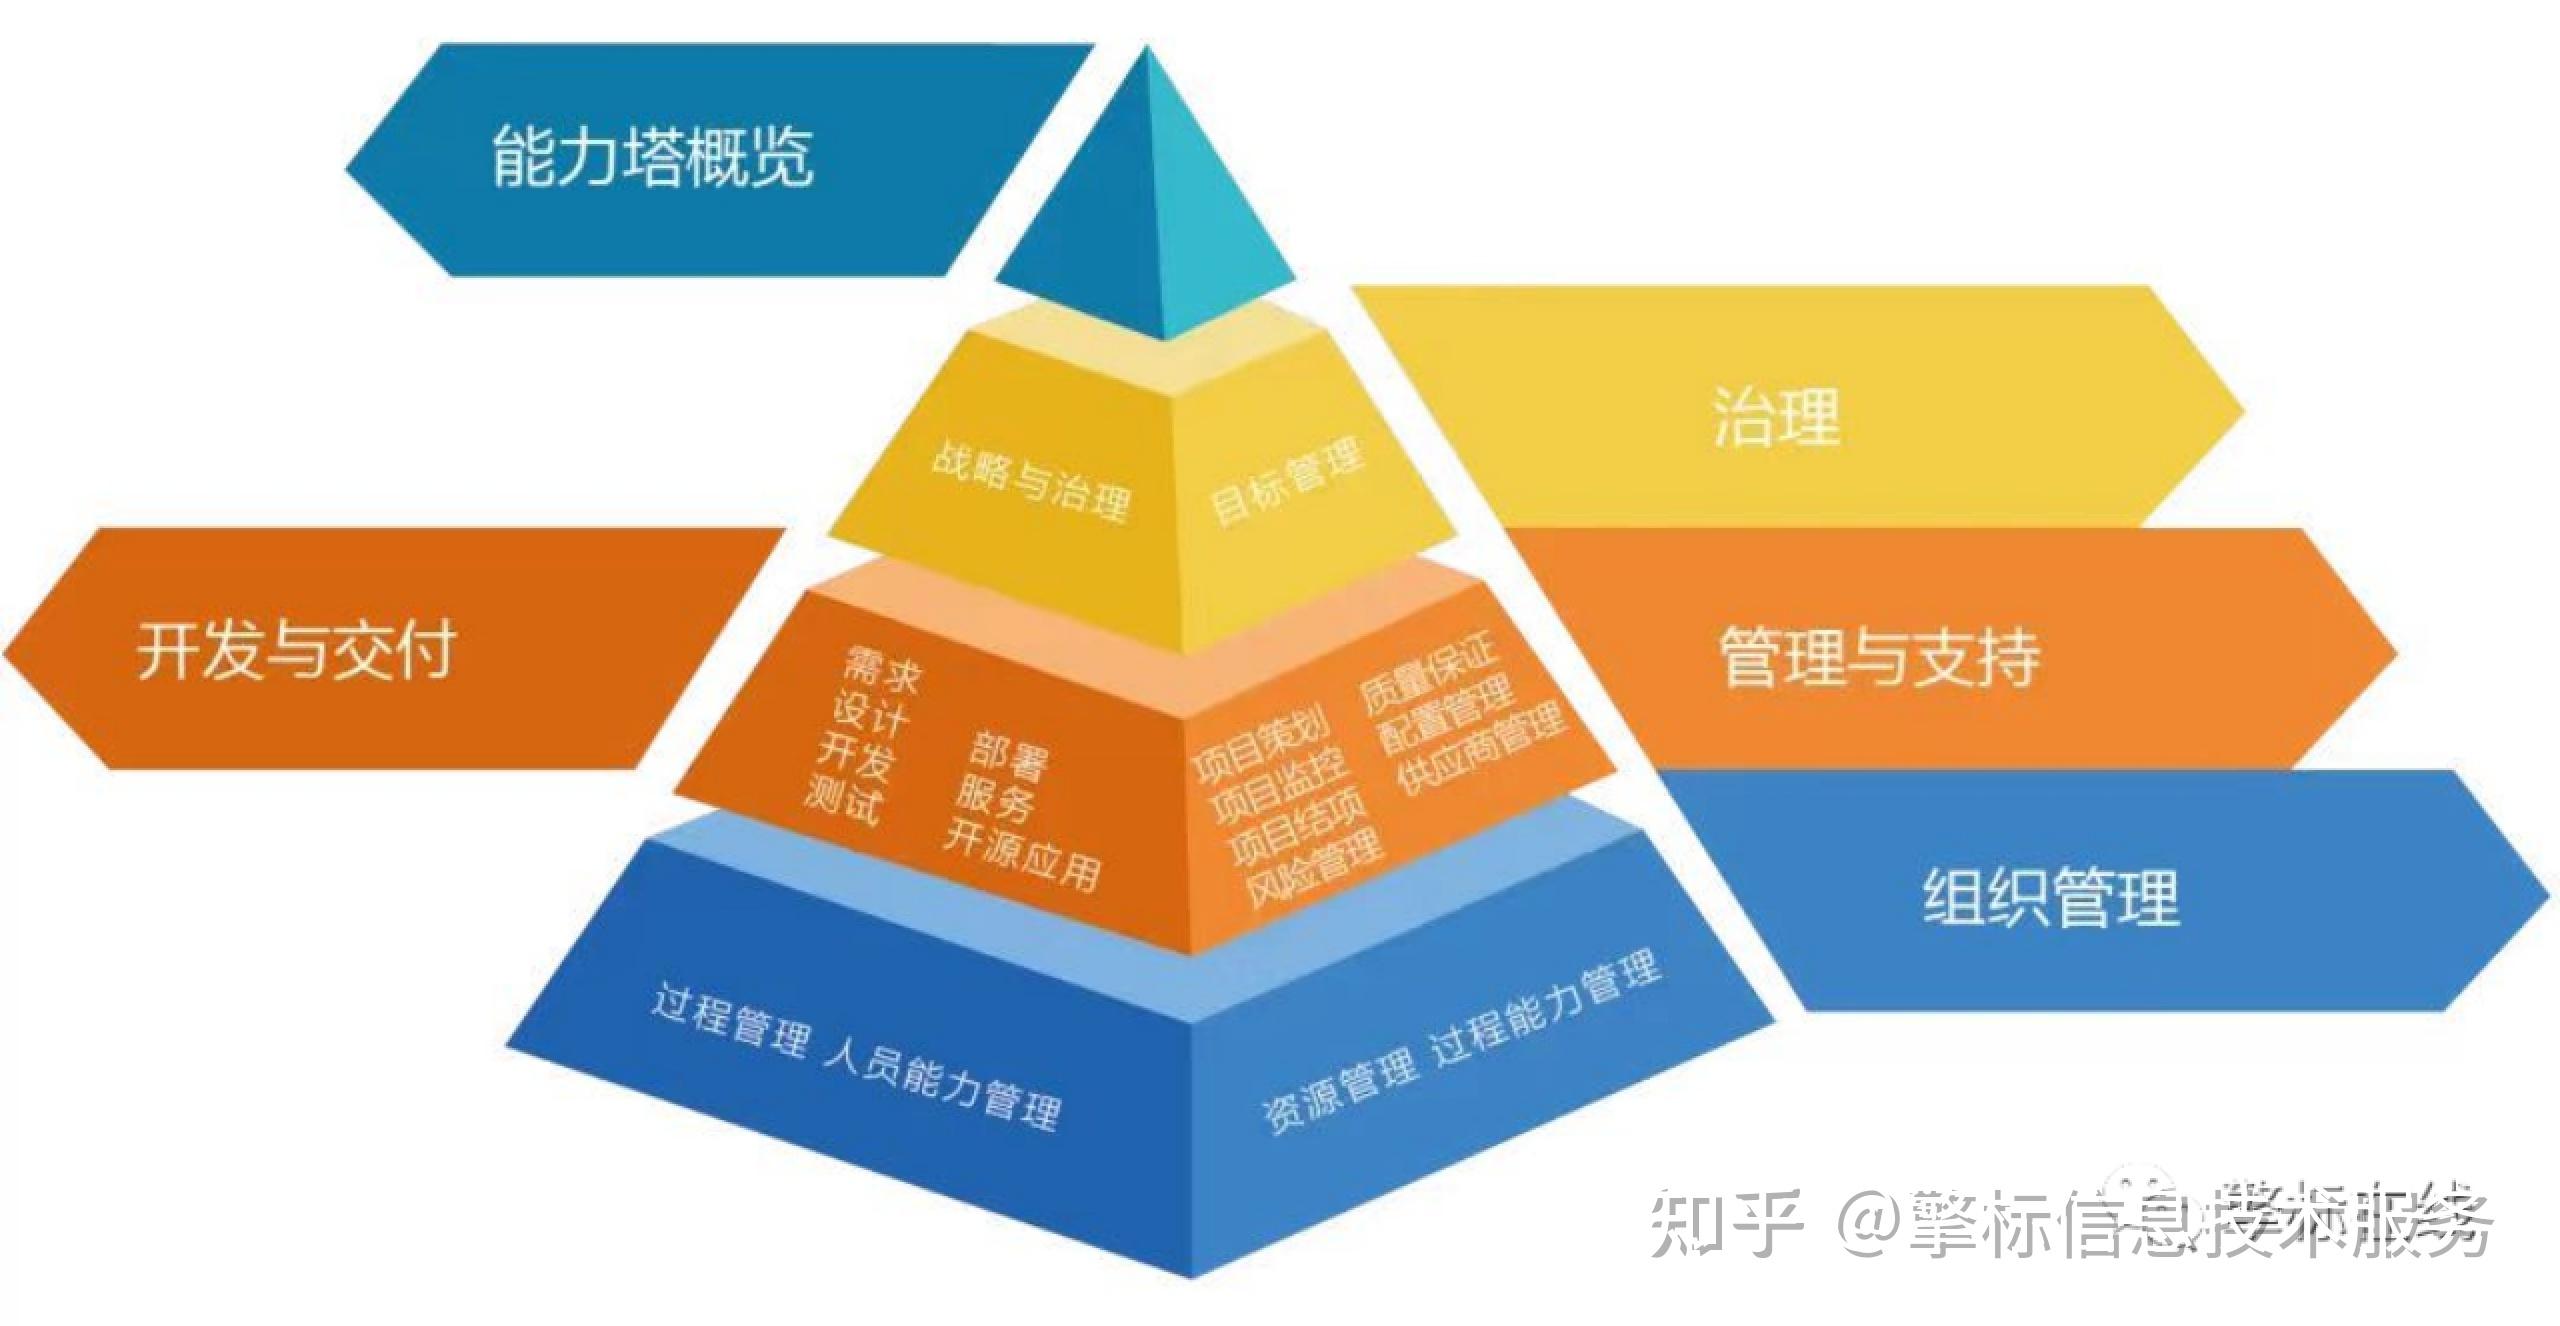 能力塔概览
治理
战略与治理
目标管理
开发与交付
管理与支持
需求
设计
开发
测试
部署
服务
开源应用
项目策划
项目监控
项目结项
风险管理
质量保证
配置管理
供应商管理
组织管理
过程管理 人员能力管理
资源管理 过程能力管理
知乎 @擎标信息技术服务
擎标在线